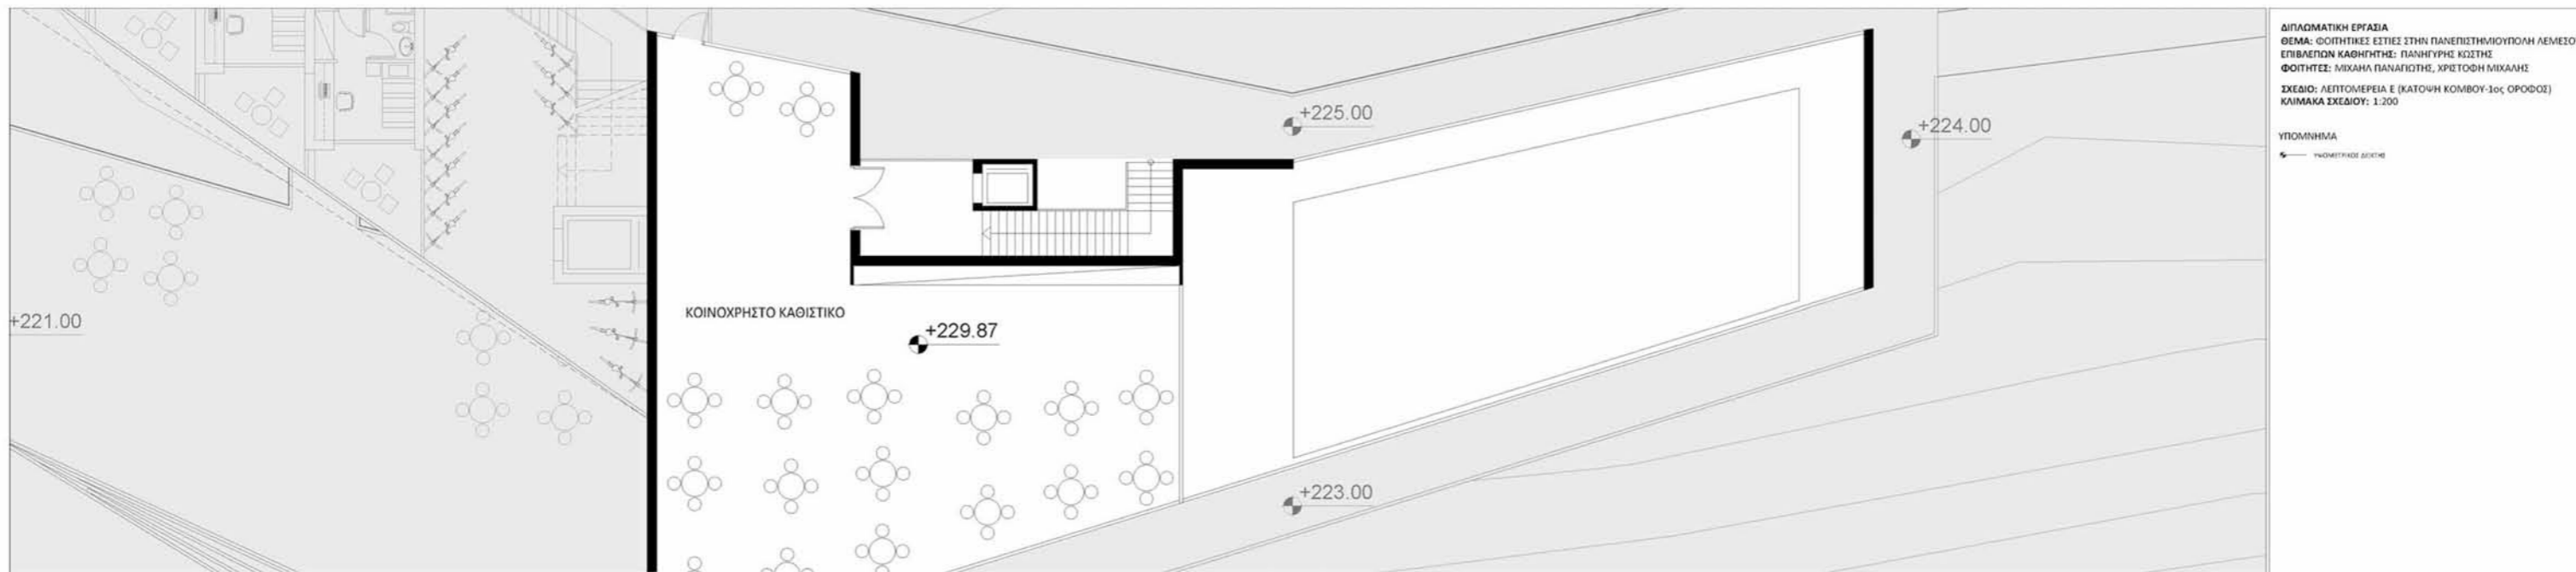 ΔΙΠΛΩΜΑΤΙΚΗ ΕΡΓΑΣΙΑ
ΘΕΜΑ: ΦΟΙΤΗΤΙΚΕΣ ΕΣΤΙΕΣ ΣΤΗΝ ΠΑΝΕΠΙΣΤΗΜΙΟΥΠΟΛΗ ΛΕΜΕΣΟ
ΕΠΙΒΛΕΠΩΝ ΚΑΘΗΓΗΤΗΣ: ΠΑΝΗΓΥΡΗΣ ΚΩΣΤΗΣ
ΦΟΙΤΗΤΕΣ: ΜΙΧΑΗΛ ΠΑΝΑΓΙΩΤΗΣ, ΧΡΙΣΤΟΦΗ ΜΙΧΑΛΗΣ
ΣΧΕΔΙΟ: ΛΕΠΤΟΜΕΡΕΙΑ Ε (ΚΑΤΟΨΗ ΚΟΜΒΟΥ-1ος ΟΡΟΦΟΣ)
ΚΛΙΜΑΚΑ ΣΧΕΔΙΟΥ: 1:200
ΥΠΟΜΝΗΜΑ
ΥΨΟΜΕΤΡΙΚΟΣ ΔΕΙΚΤΗΣ
+225.00
+224.00
ΚΟΙΝΟΧΡΗΣΤΟ ΚΑΘΙΣΤΙΚΟ
+221.00
+229.87
+223.00